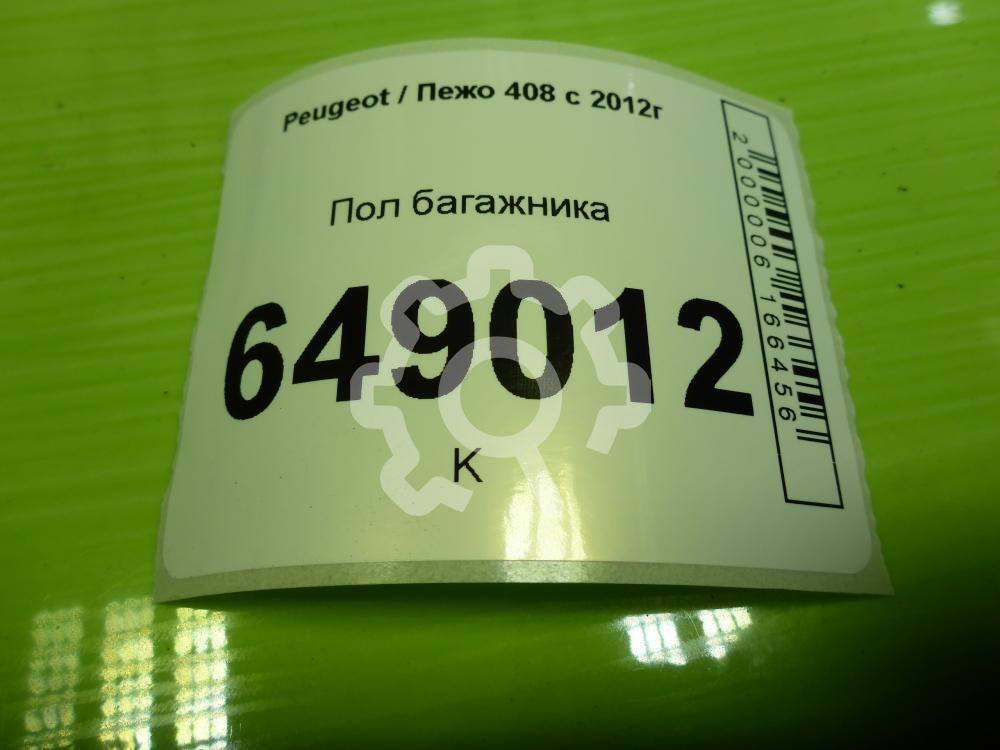 Peugeot / Пежо 408 с 2012г
Пол багажника
649012
К
2000006166456